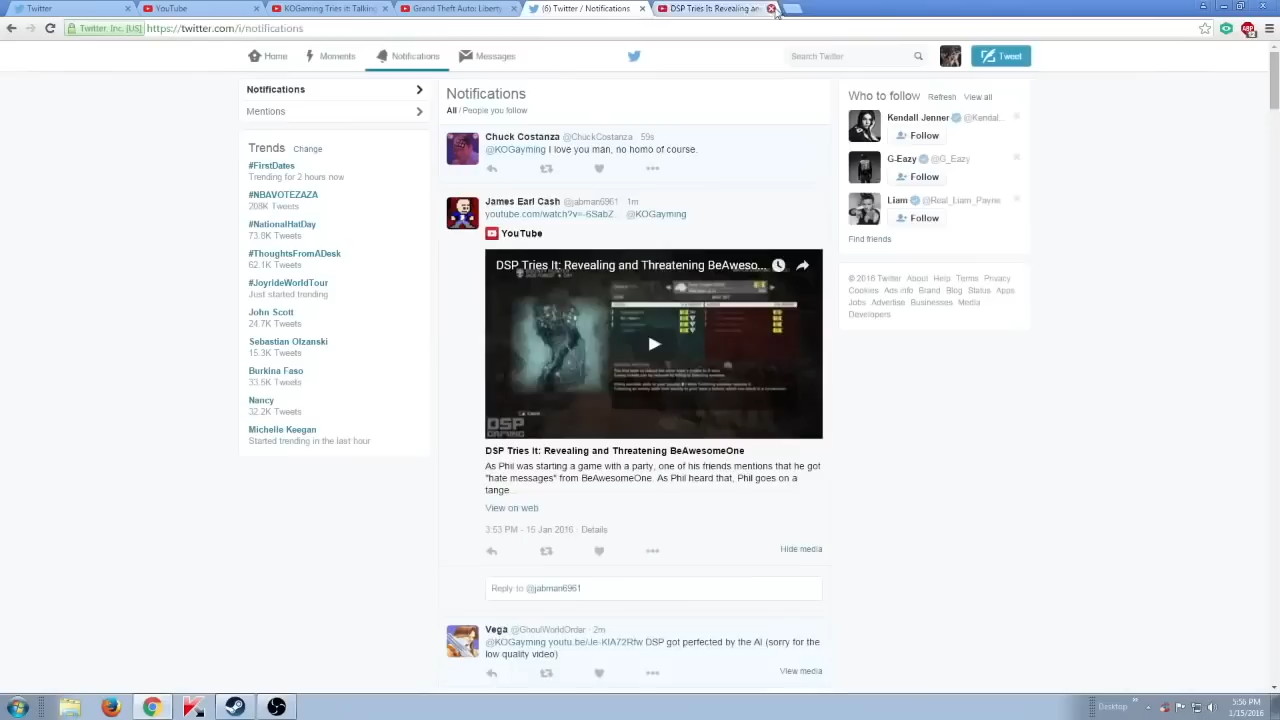 Twitter
YouTube
KOGaming Tries It Talking
Grand Theft Auto: Liberty
(6) Twitter / Notifications
DSP Tries It: Revealing an
Twitter, Inc. [US]
https://twitter.com/i/notifications
Home
Moments
Notifications
Messages
Search Twitter
Tweet
Notifications
Mentions
Trends Change
#FirstDates
Trending for 2 hours now
#NBAVOTEZAZA
208K Tweets
#NationalHatDay
73.8K Tweets
#ThoughtsFromADesk
62.1K Tweets
#JoyrideWorldTour
Just started trending
John Scott
24.7K Tweets
Sebastian Olzanski
15.3K Tweets
Burkina Faso
33.5K Tweets
Nancy
32.2K Tweets
Michelle Keegan
Started trending in the last hour
Notifications
All / People you follow
Chuck Costanza @ChuckCostanza 59s
@KOGayming I love you man, no homo of course.
James Earl Cash @jabman6961 1m
youtube.com/watch?v=-6SabZ... @KOGayming
YouTube
DSP Tries It: Revealing and Threatening BeAweso...
DSP
GAMING
DSP Tries It: Revealing and Threatening BeAwesomeOne
As Phil was starting a game with a party, one of his friends mentions that he got
"hate messages" from BeAwesomeOne. As Phil heard that, Phil goes on a
tange...
View on web
3:53 PM - 15 Jan 2016 · Details
Hide media
Reply to @jabman6961
Vega @GhoulWorldOrdar · 2m
@KOGayming youtu.be/Je-KIA72Rfw DSP got perfected by the AI (sorry for the
low quality video)
View media
Who to follow Refresh View all
Kendall Jenner @Kendal...
Follow
G-Eazy @G_Eazy
Follow
Liam @Real_Liam_Payne
Follow
Find friends
© 2016 Twitter About Help Terms Privacy
Cookies Ads info Brand Blog Status Apps
Jobs Advertise Businesses Media
Developers
Desktop
5:56 PM
1/15/2016